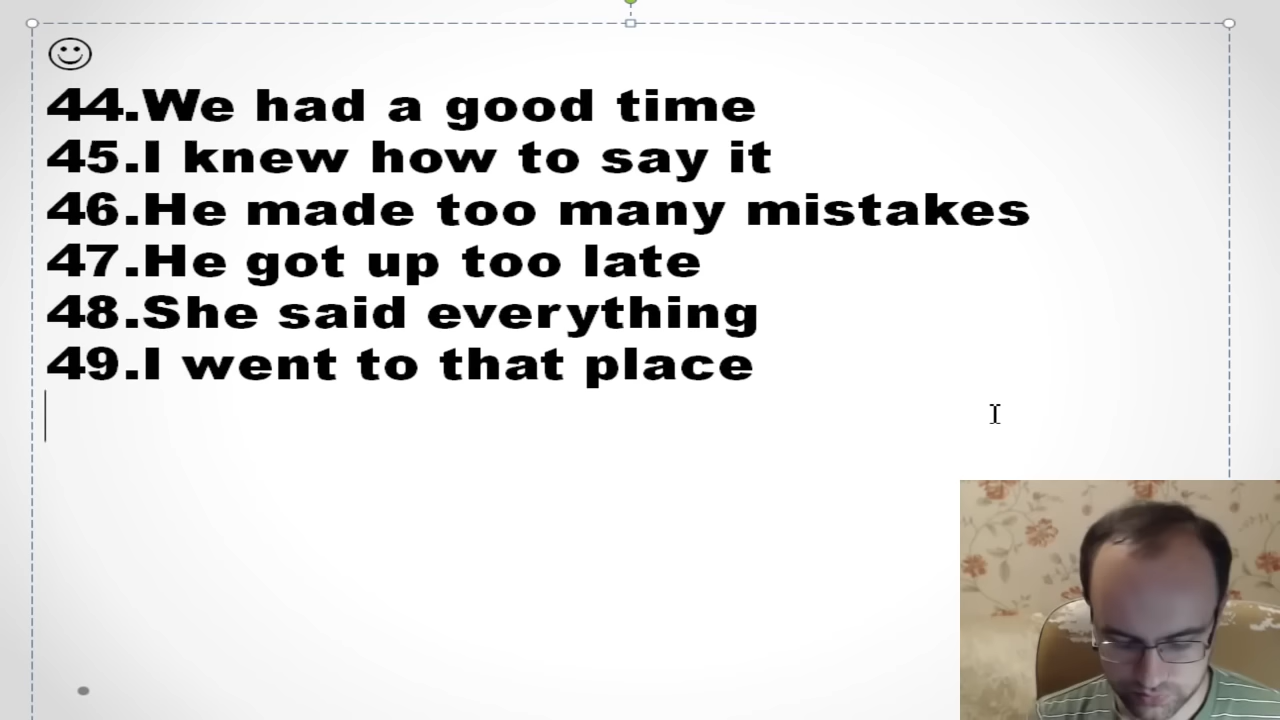 44.We had a good time
45.I knew how to say it
46.He made too many mistakes
47.He got up too late
48.She said everything
49.I went to that place